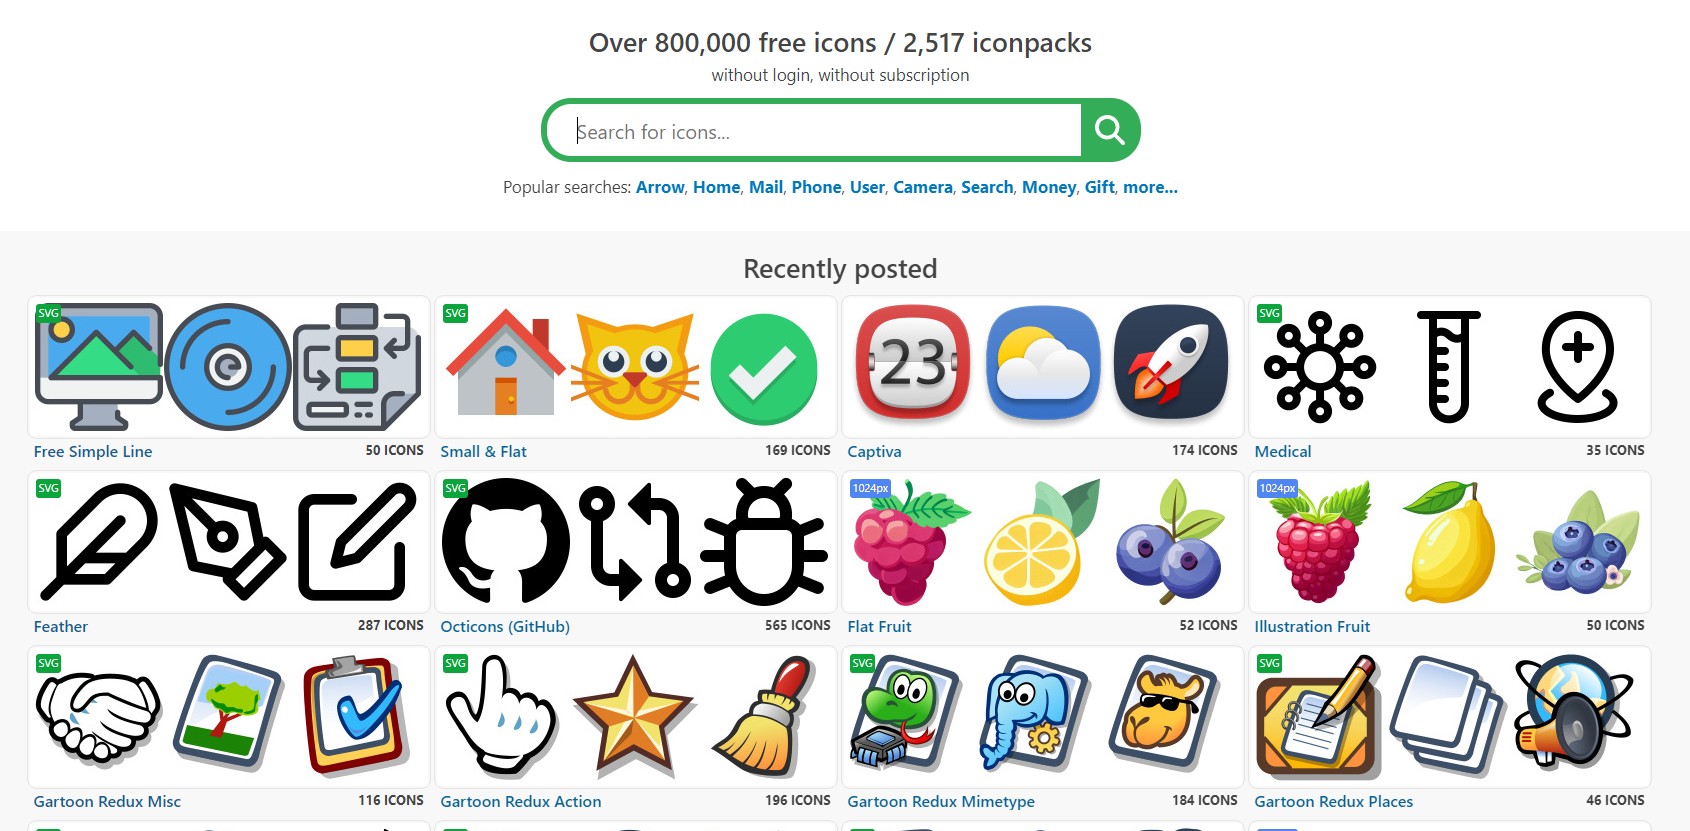 Over 800,000 free icons / 2,517 iconpacks
without login, without subscription
Search for icons...
Popular searches: Arrow, Home, Mail, Phone, User, Camera, Search, Money, Gift, more...
Recently posted
SVG
SVG
23
SVG
Free Simple Line 50 ICONS
Small & Flat 169 ICONS
Captiva 174 ICONS
Medical 35 ICONS
SVG
SVG
1024px
1024px
Feather 287 ICONS
Octicons (GitHub) 565 ICONS
Flat Fruit 52 ICONS
Illustration Fruit 50 ICONS
SVG
SVG
SVG
SVG
Gartoon Redux Misc 116 ICONS
Gartoon Redux Action 196 ICONS
Gartoon Redux Mimetype 184 ICONS
Gartoon Redux Places 46 ICONS